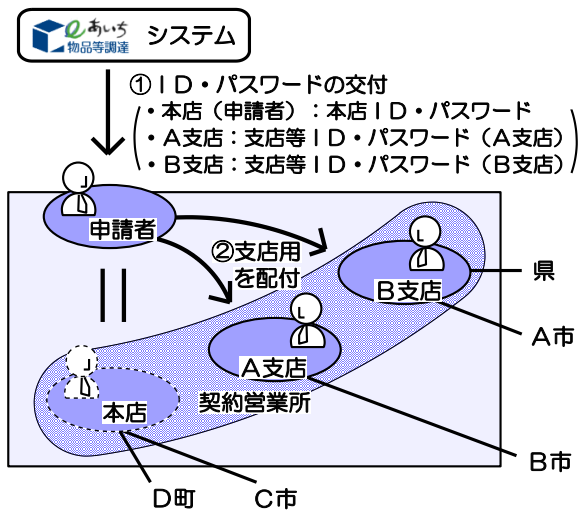 eあいち
物品等調達
システム
①ＩＤ・パスワードの交付
・本店（申請者）：本店ＩＤ・パスワード
・Ａ支店：支店等ＩＤ・パスワード（Ａ支店）
・Ｂ支店：支店等ＩＤ・パスワード（Ｂ支店）
申請者
②支店用
を配付
Ｂ支店
県
Ａ市
Ａ支店
契約営業所
本店
Ｂ市
Ｄ町
Ｃ市